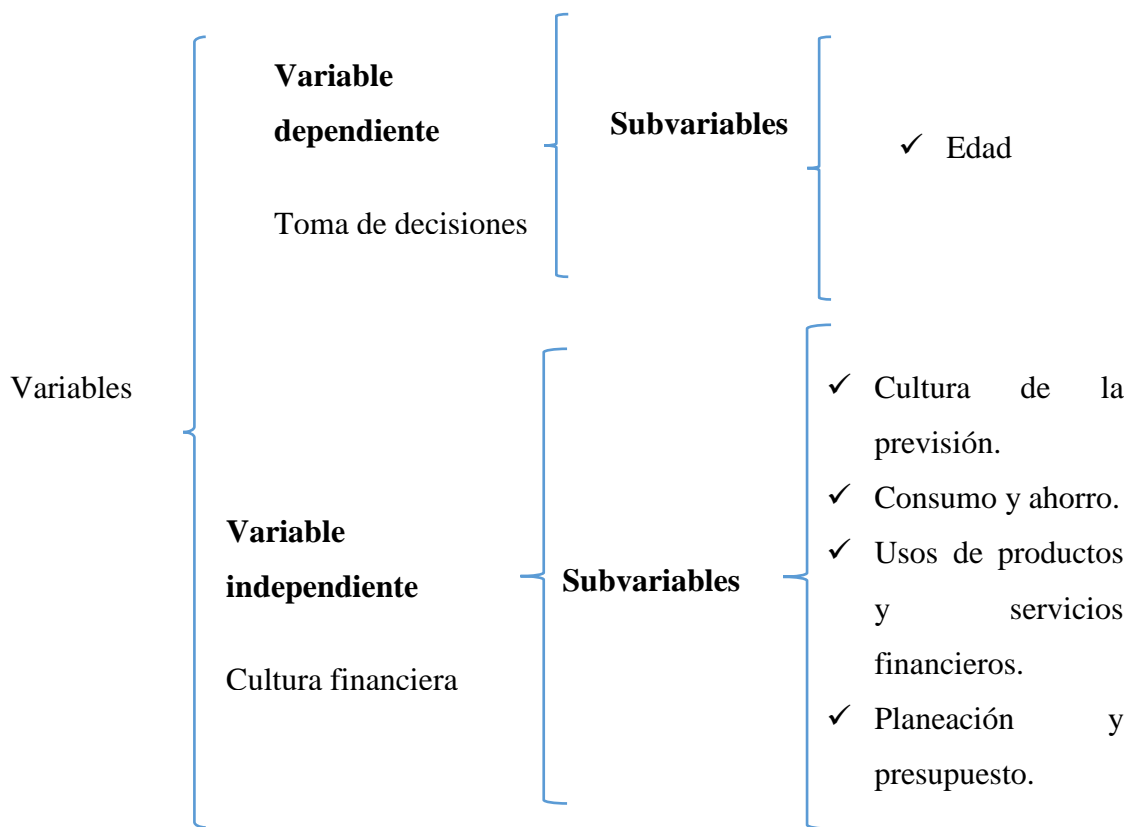 Variables
Variable
dependiente
Toma de decisiones
Subvariables
✓ Edad
Variable
independiente
Cultura financiera
Subvariables
✓ Cultura de la
previsión.
✓ Consumo y ahorro.
✓ Usos de productos
y servicios
financieros.
✓ Planeación y
presupuesto.